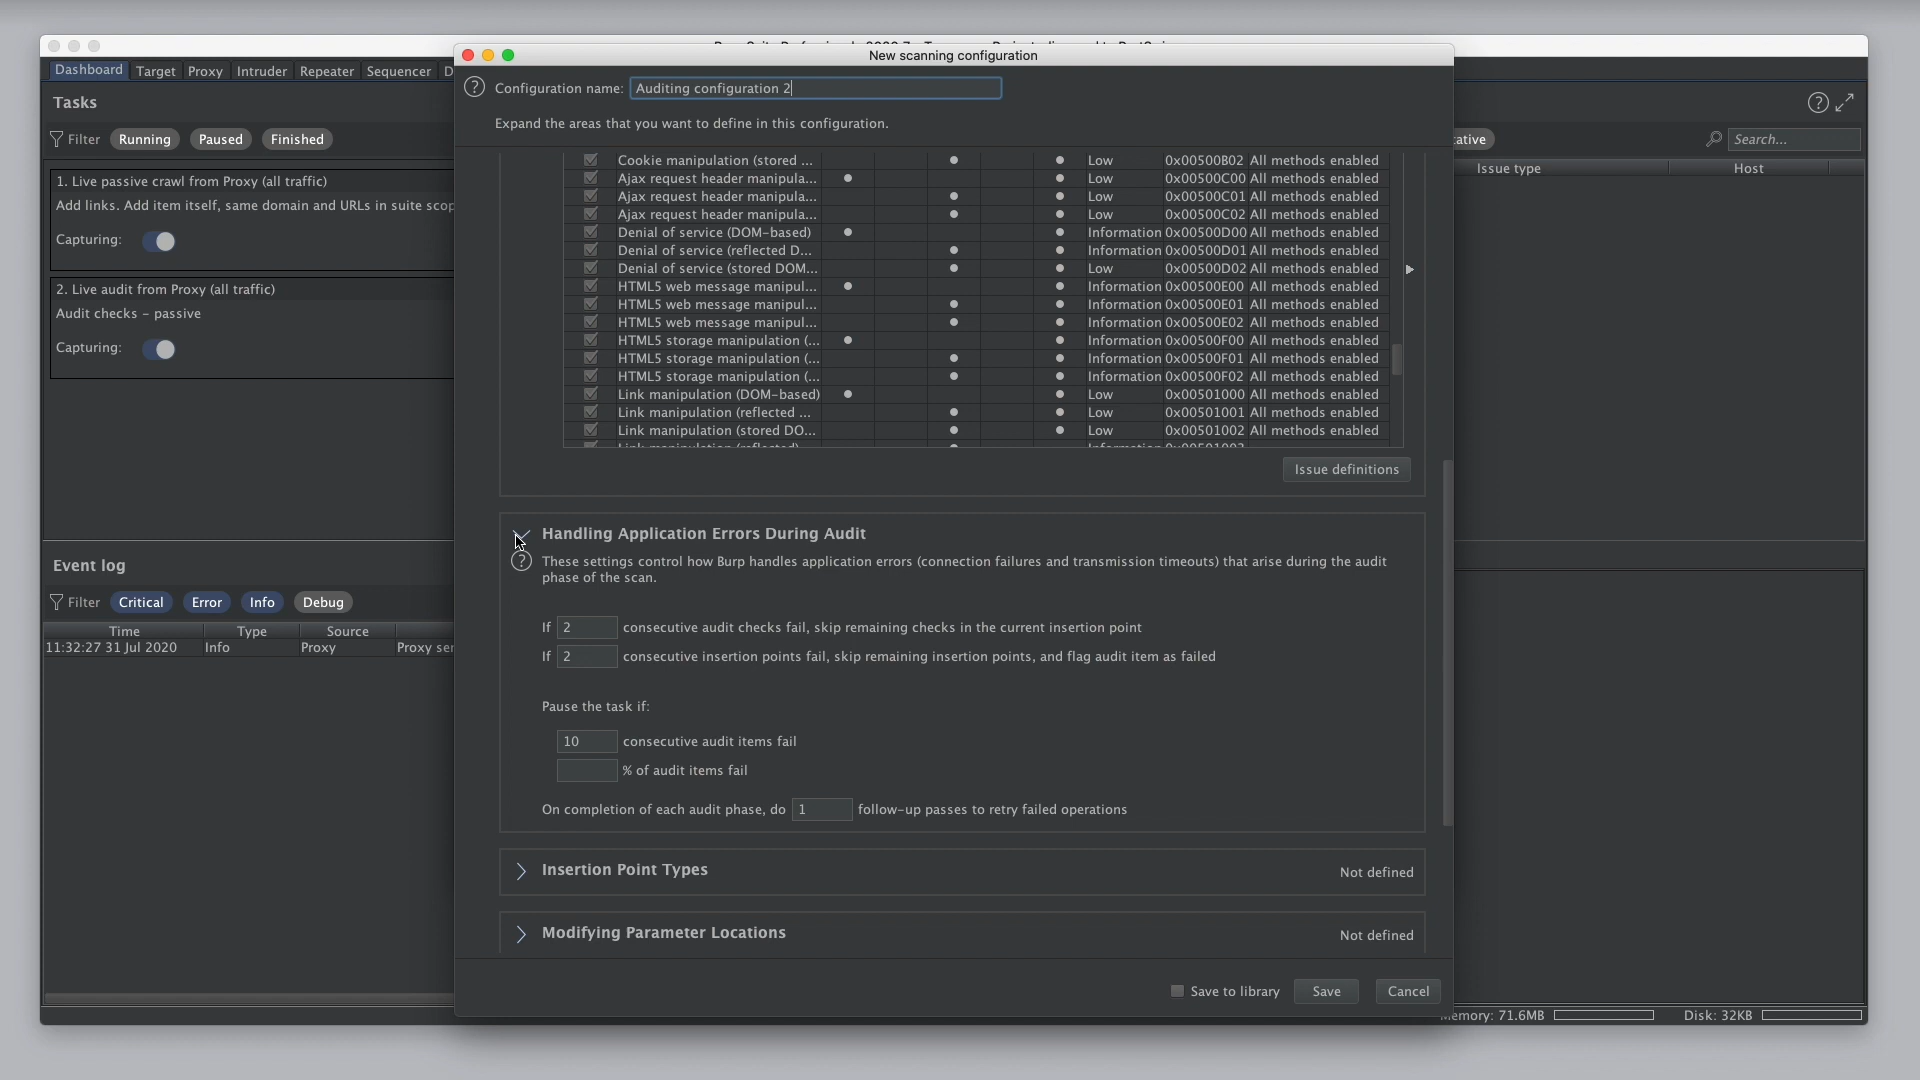 New scanning configuration
Dashboard Target Proxy Intruder Repeater Sequencer
Configuration name: Auditing configuration 2
Expand the areas that you want to define in this configuration.
Tasks
Filter Running Paused Finished
Search...
Issue type Host
1. Live passive crawl from Proxy (all traffic)
Add links. Add item itself, same domain and URLs in suite scop
Capturing:
2. Live audit from Proxy (all traffic)
Audit checks - passive
Capturing:
Cookie manipulation (stored ... Low 0x00500B02 All methods enabled
Ajax request header manipula... Low 0x00500C00 All methods enabled
Ajax request header manipula... Low 0x00500C01 All methods enabled
Ajax request header manipula... Low 0x00500C02 All methods enabled
Denial of service (DOM-based) Information 0x00500D00 All methods enabled
Denial of service (reflected D... Information 0x00500D01 All methods enabled
Denial of service (stored DOM... Low 0x00500D02 All methods enabled
HTML5 web message manipul... Information 0x00500E00 All methods enabled
HTML5 web message manipul... Information 0x00500E01 All methods enabled
HTML5 web message manipul... Information 0x00500E02 All methods enabled
HTML5 storage manipulation (... Information 0x00500F00 All methods enabled
HTML5 storage manipulation (... Information 0x00500F01 All methods enabled
HTML5 storage manipulation (... Information 0x00500F02 All methods enabled
Link manipulation (DOM-based) Low 0x00501000 All methods enabled
Link manipulation (reflected ... Low 0x00501001 All methods enabled
Link manipulation (stored DO... Low 0x00501002 All methods enabled
Issue definitions
Handling Application Errors During Audit
These settings control how Burp handles application errors (connection failures and transmission timeouts) that arise during the audit
phase of the scan.
If 2 consecutive audit checks fail, skip remaining checks in the current insertion point
If 2 consecutive insertion points fail, skip remaining insertion points, and flag audit item as failed
Pause the task if:
10 consecutive audit items fail
% of audit items fail
On completion of each audit phase, do 1 follow-up passes to retry failed operations
Insertion Point Types Not defined
Modifying Parameter Locations Not defined
Save to library Save Cancel
Event log
Filter Critical Error Info Debug
Time Type Source
11:32:27 31 Jul 2020 Info Proxy Proxy ser
Memory: 71.6MB Disk: 32KB